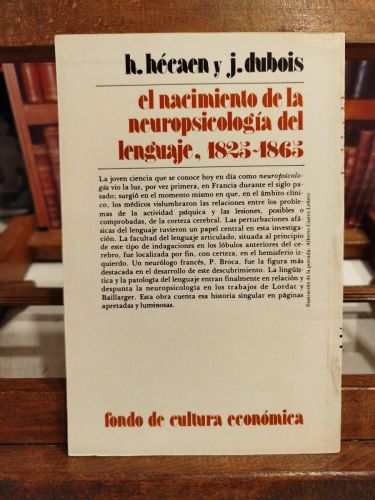 h. hécaen y j. dubois
el nacimiento de la
neuropsicología del
lenguaje, 1825-1865
La joven ciencia que se conoce hoy en día como neuropsicolo-
gía vio la luz, por vez primera, en Francia durante el siglo pa-
sado; surgió en el momento mismo en que, en el ámbito clíni-
co, los médicos vislumbraron las relaciones entre los problemas
de la actividad psíquica y las lesiones, posibles o
comprobadas, de la corteza cerebral. Las perturbaciones afá-
sicas del lenguaje tuvieron un papel central en esta investiga-
ción. La facultad del lenguaje articulado, situada al principio
de este tipo de indagaciones en los lóbulos anteriores del ce-
rebro, fue localizada por fin, con certeza, en el hemisferio iz-
quierdo. Un neurólogo francés, P. Broca, fue la figura más
destacada en el desarrollo de este descubrimiento. La lingüís-
tica y la patología del lenguaje entran finalmente en relación y
despunta la neuropsicología en los trabajos de Lordat y
Baillarger. Esta obra cuenta esa historia singular en páginas
apretadas y luminosas.
Ilustración de la portada: Alberto Castro Leñero
fondo de cultura económica